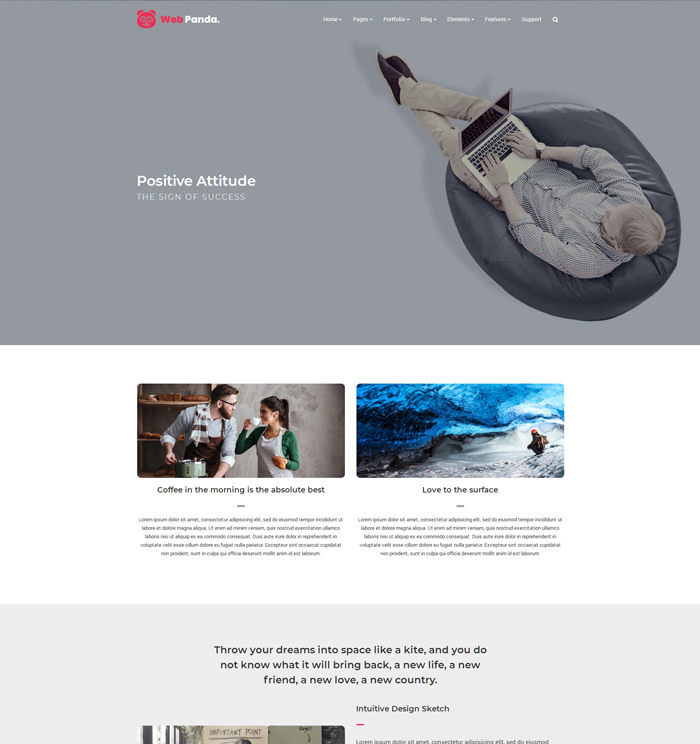 Web Panda.
Home Pages Portfolio Blog Elements Features Support
Positive Attitude
THE SIGN OF SUCCESS
Coffee in the morning is the absolute best
Lorem ipsum dolor sit amet, consectetur adipisicing elit, sed do eiusmod tempor incididunt ut
labore et dolore magna aliqua. Ut enim ad minim veniam, quis nostrud exercitation ullamco
laboris nisi ut aliquip ex ea commodo consequat. Duis aute irure dolor in reprehenderit in
voluptate velit esse cillum dolore eu fugiat nulla pariatur. Excepteur sint occaecat cupidatat
non proident, sunt in culpa qui officia deserunt mollit anim id est laborum.
Love to the surface
Lorem ipsum dolor sit amet, consectetur adipisicing elit, sed do eiusmod tempor incididunt ut
labore et dolore magna aliqua. Ut enim ad minim veniam, quis nostrud exercitation ullamco
laboris nisi ut aliquip ex ea commodo consequat. Duis aute irure dolor in reprehenderit in
voluptate velit esse cillum dolore eu fugiat nulla pariatur. Excepteur sint occaecat cupidatat
non proident, sunt in culpa qui officia deserunt mollit anim id est laborum.
Throw your dreams into space like a kite, and you do
not know what it will bring back, a new life, a new
friend, a new love, a new country.
Intuitive Design Sketch
IMPORTANT POINT
Lorem ipsum dolor sit amet, consectetur adipisicing elit, sed do eiusmod